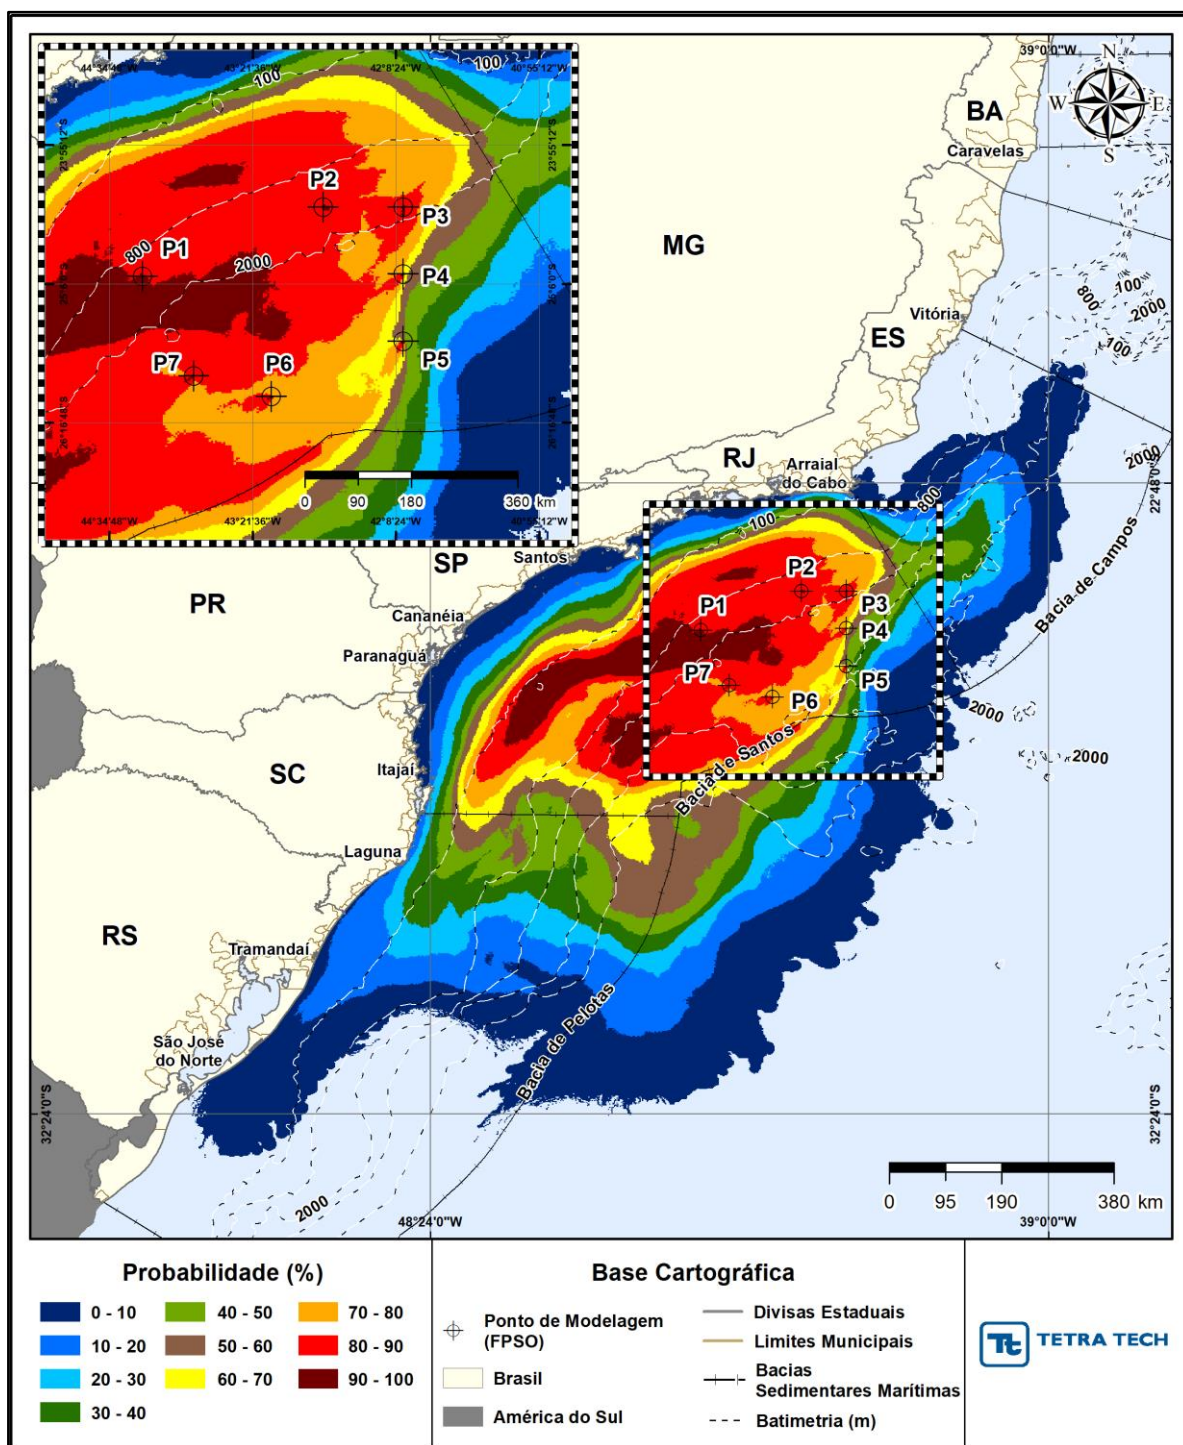 44°34'48"W
43°21'36"W
42°8'24"W
40°55'12"W
100
100
23°55'12"S
P2
P3
P1
800
2000
P4
25°6'0"S
P5
P7
P6
26°16'48"S
0 90 180 360 km
44°34'48"W
43°21'36"W
42°8'24"W
40°55'12"W
39°0'0"W
N
W E
S
BA
Caravelas
MG
800
100
2000
Vitória
ES
100
RJ
Arraial
do Cabo
2000
22°48'0"S
800
100
Santos
SP
Bacia de Campos
PR
Cananéia
Paranaguá
P2
P3
P1
P4
P7
P5
P6
2000
2000
Bacia de Santos
SC
Itajaí
Laguna
RS
Tramandaí
Bacia de Pelotas
São José
do Norte
32°24'0"S
32°24'0"S
2000
0 95 190 380 km
48°24'0"W
39°0'0"W
Probabilidade (%)
0 - 10
10 - 20
20 - 30
30 - 40
40 - 50
50 - 60
60 - 70
70 - 80
80 - 90
90 - 100
Base Cartográfica
Ponto de Modelagem
(FPSO)
Brasil
América do Sul
Divisas Estaduais
Limites Municipais
Bacias
Sedimentares Marítimas
Batimetria (m)
Tt
TETRA TECH